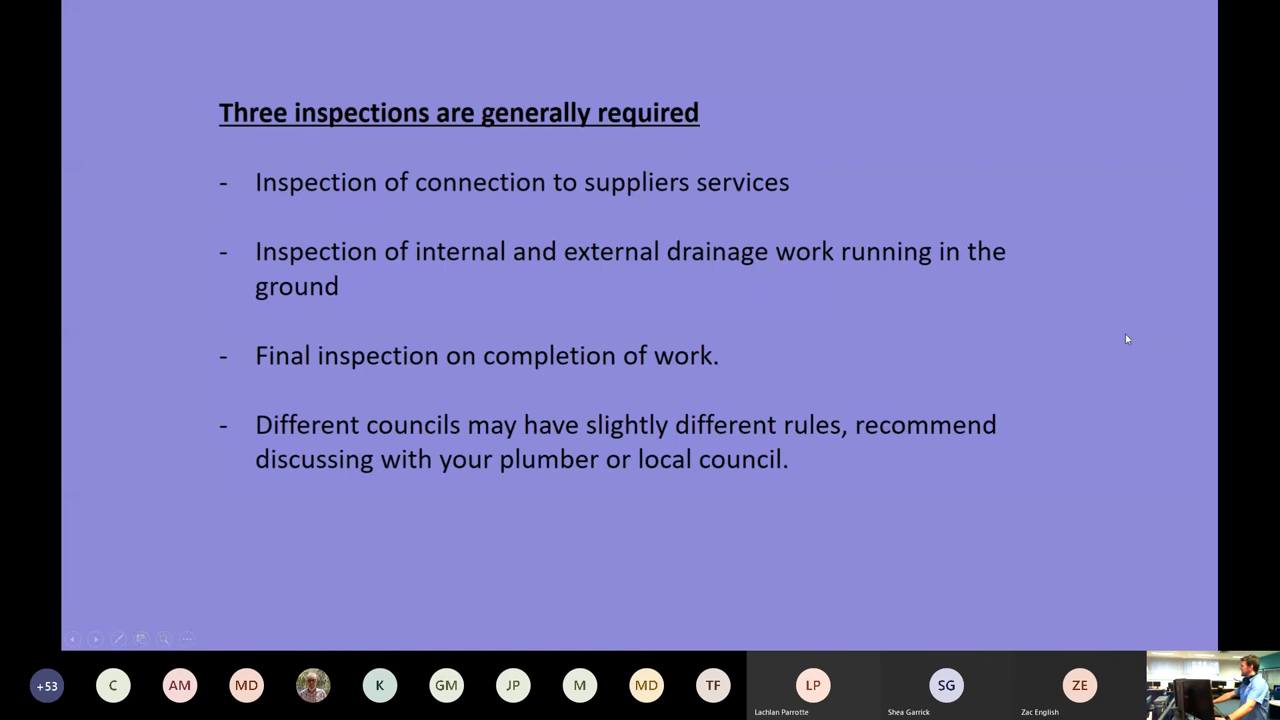 Three inspections are generally required
- Inspection of connection to suppliers services
- Inspection of internal and external drainage work running in the
ground
- Final inspection on completion of work.
- Different councils may have slightly different rules, recommend
discussing with your plumber or local council.
+53
C
AM
MD
K
GM
JP
M
MD
TF
LP
SG
ZE
Lachlan Parrotte
Shea Garrick
Zac English